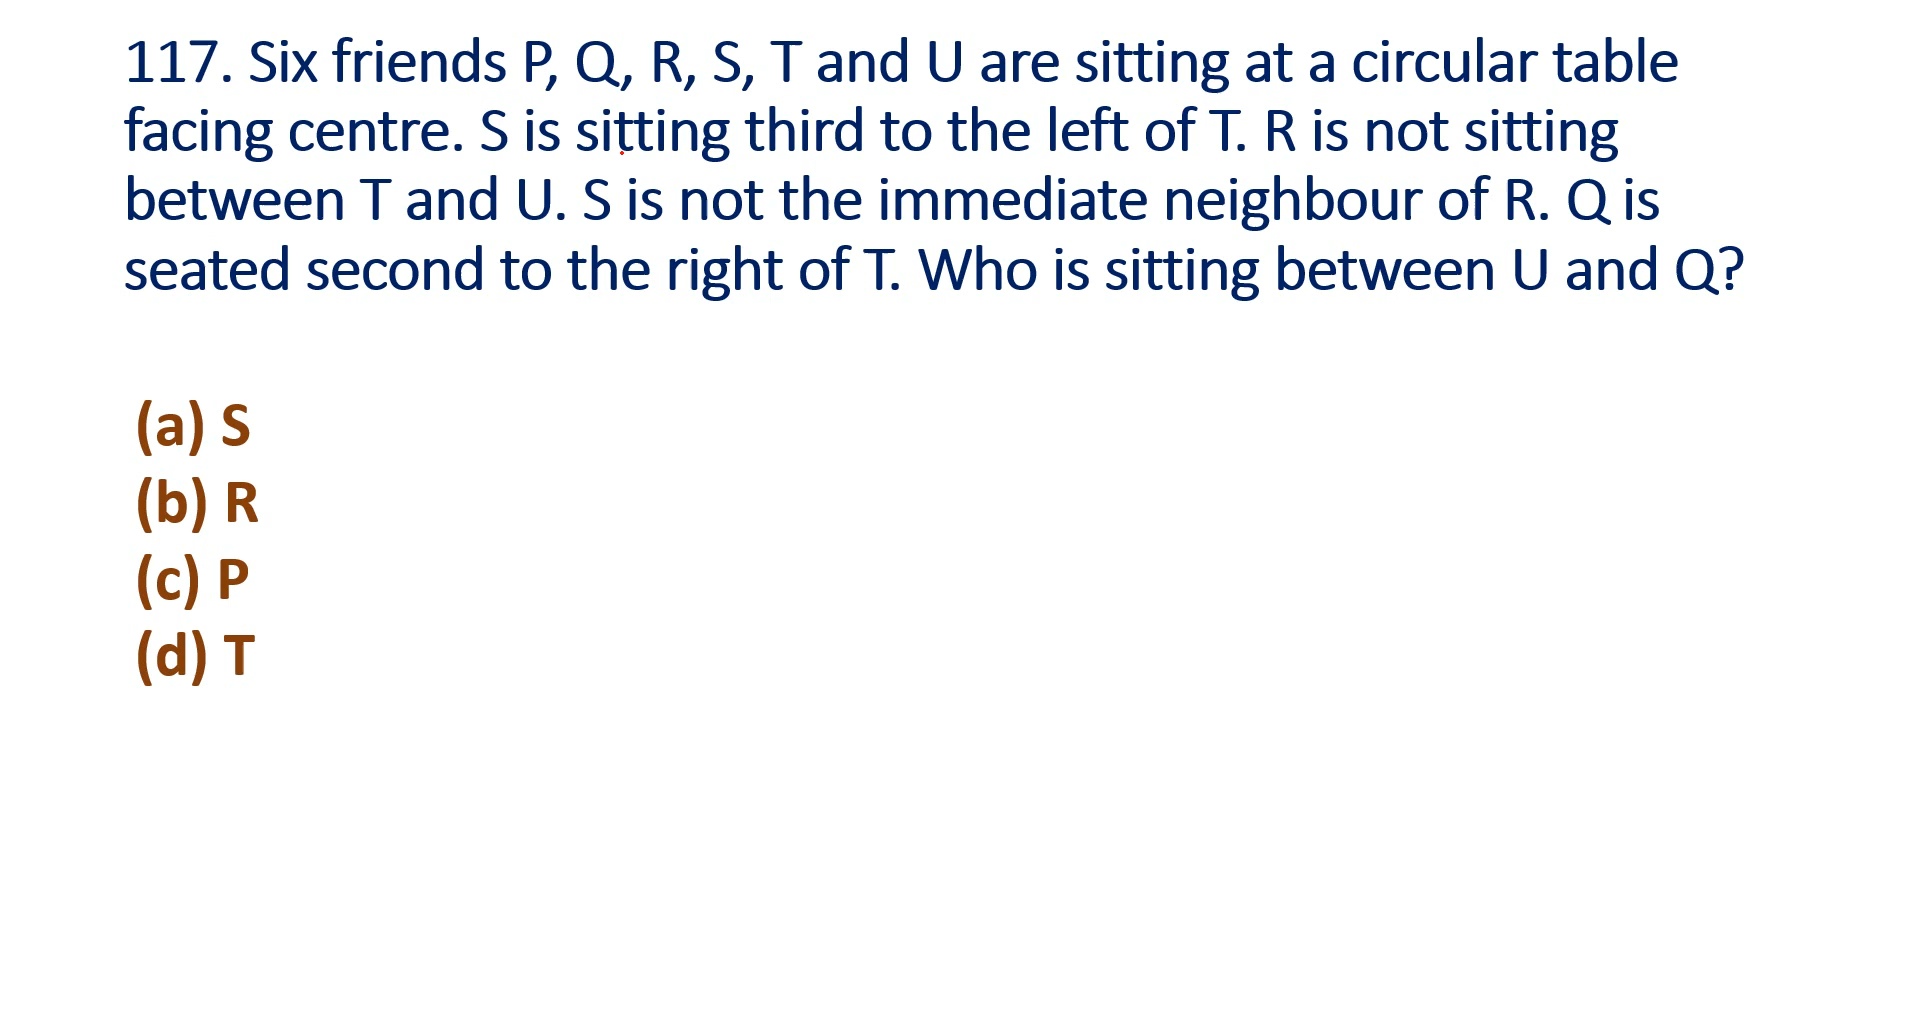 117. Six friends P, Q, R, S, T and U are sitting at a circular table
facing centre. S is sitting third to the left of T. R is not sitting
between T and U. S is not the immediate neighbour of R. Q is
seated second to the right of T. Who is sitting between U and Q?
(a) S
(b) R
(c) P
(d) T